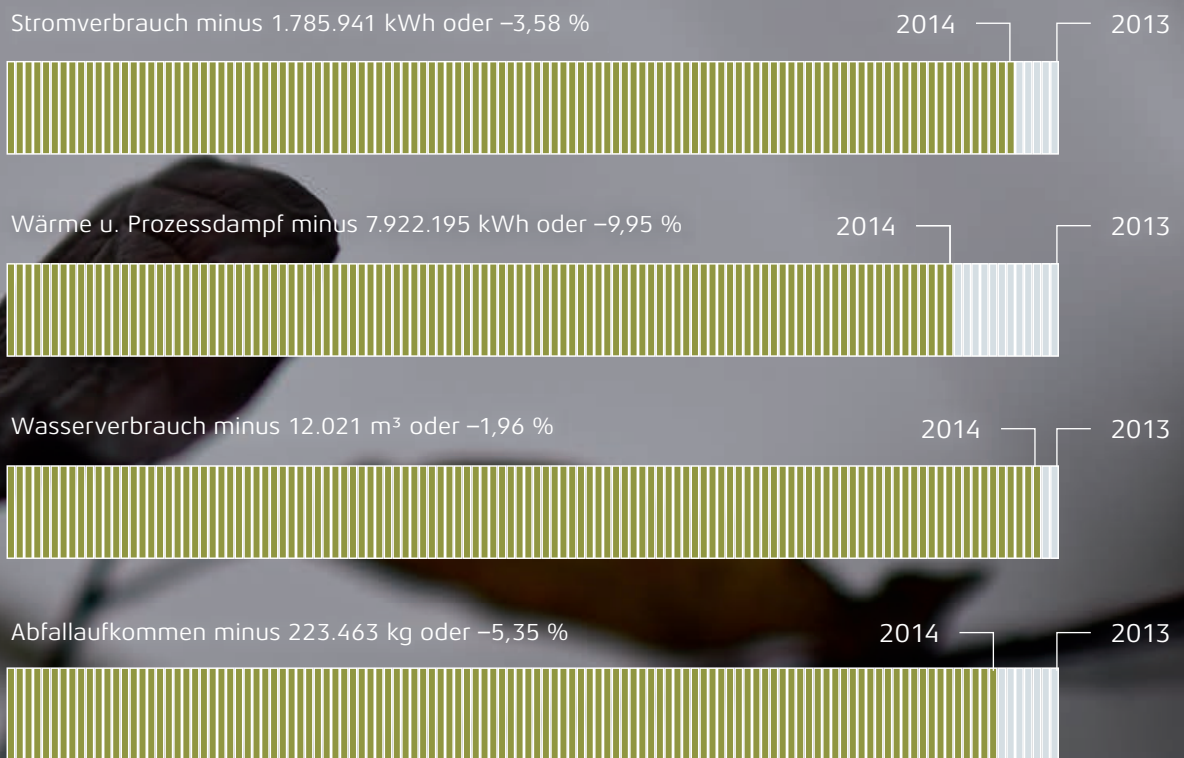 Stromverbrauch minus 1.785.941 kWh oder –3,58 % 2014 2013
Wärme u. Prozessdampf minus 7.922.195 kWh oder –9,95 % 2014 2013
Wasserverbrauch minus 12.021 m³ oder –1,96 % 2014 2013
Abfallaufkommen minus 223.463 kg oder –5,35 % 2014 2013